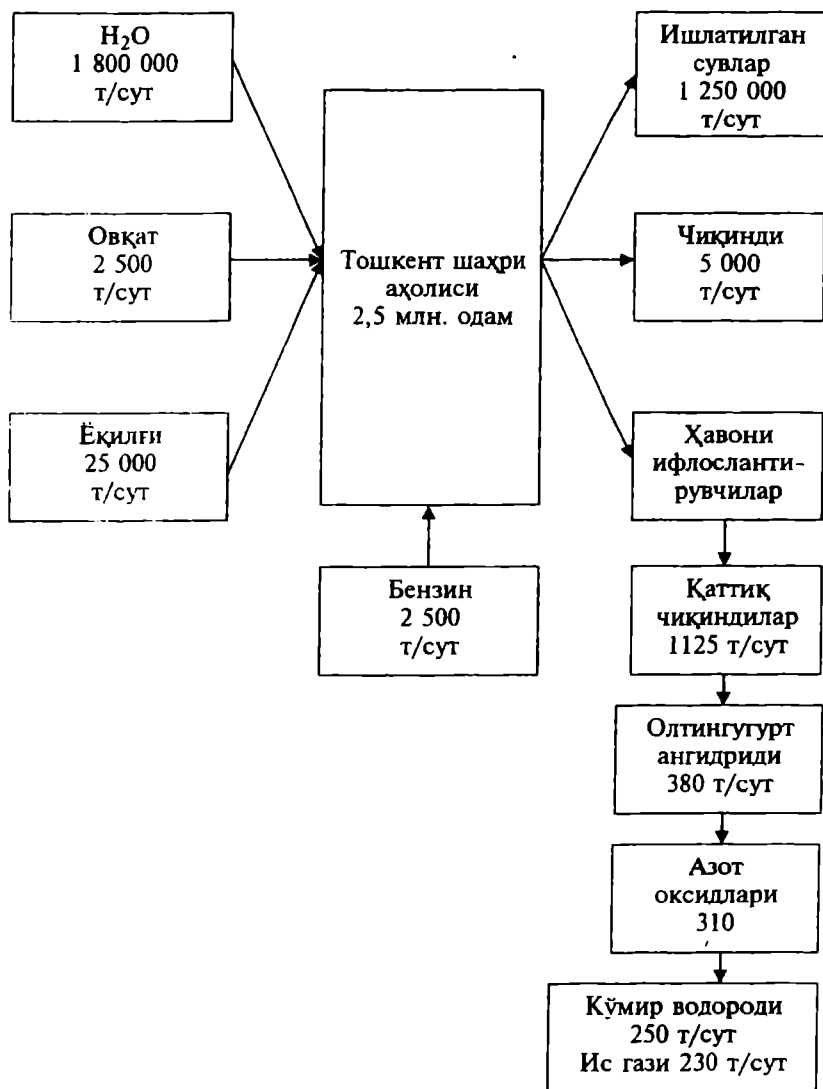 H₂O
1 800 000
т/сут
Овқат
2 500
т/сут
Ёқилғи
25 000
т/сут
Тошкент шаҳри
аҳолиси
2,5 млн. одам
Бензин
2 500
т/сут
Ишлатилган
сувлар
1 250 000
т/сут
Чиқинди
5 000
т/сут
Ҳавони
ифлосланти-
рувчилар
Қаттиқ
чиқиндилар
1125 т/сут
Олтингугурт
ангидриди
380 т/сут
Азот
оксидлари
310
Кўмир водороди
250 т/сут
Ис гази 230 т/сут